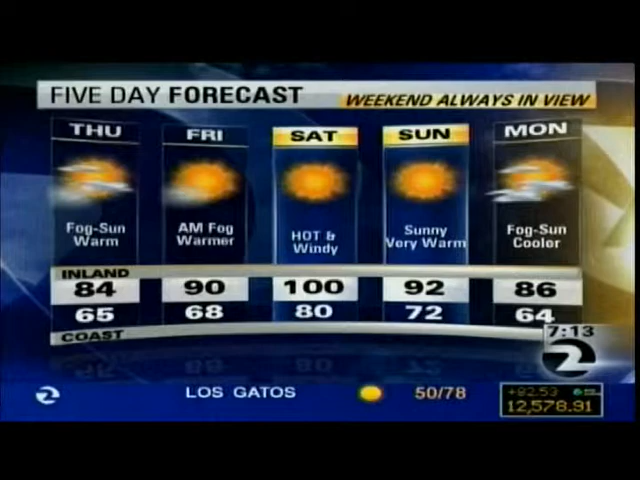 FIVE DAY FORECAST
WEEKEND ALWAYS IN VIEW
THU FRI SAT SUN MON
Fog-Sun Warm
AM Fog Warmer
HOT & Windy
Sunny Very Warm
Fog-Sun Cooler
INLAND
84 90 100 92 86
65 68 80 72 64
COAST
7:13
2
LOS GATOS 50/78
+82.53
12,578.91